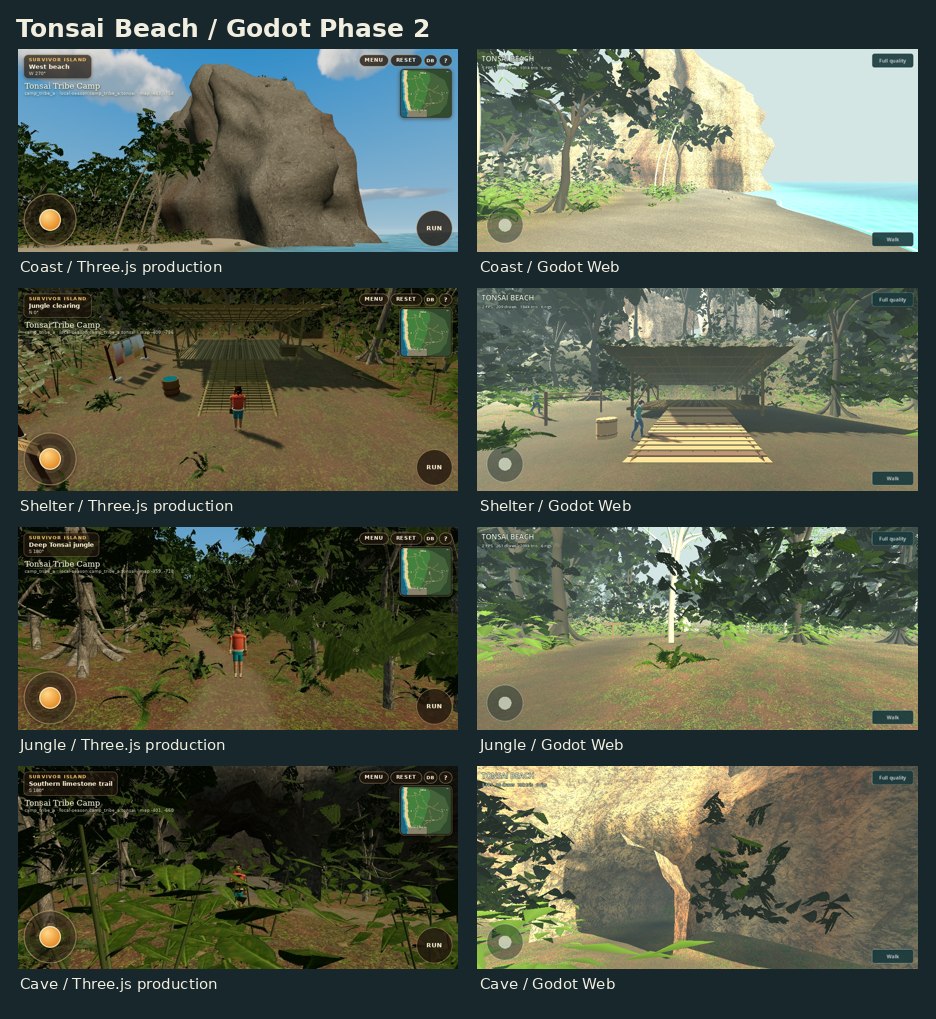 Tonsai Beach / Godot Phase 2
SURVIVOR ISLAND
West beach
W 270°
Tonsai Tribe Camp
MENU
RESET
DB
?
RUN
TONSAI BEACH
Full quality
Walk
Coast / Three.js production
Coast / Godot Web
SURVIVOR ISLAND
Jungle clearing
N 0°
Tonsai Tribe Camp
MENU
RESET
DB
?
RUN
TONSAI BEACH
Full quality
Walk
Shelter / Three.js production
Shelter / Godot Web
SURVIVOR ISLAND
Deep Tonsai jungle
S 180°
Tonsai Tribe Camp
MENU
RESET
DB
?
RUN
TONSAI BEACH
Full quality
Walk
Jungle / Three.js production
Jungle / Godot Web
SURVIVOR ISLAND
Southern limestone trail
S 180°
Tonsai Tribe Camp
MENU
RESET
DB
?
RUN
TONSAI BEACH
Full quality
Walk
Cave / Three.js production
Cave / Godot Web